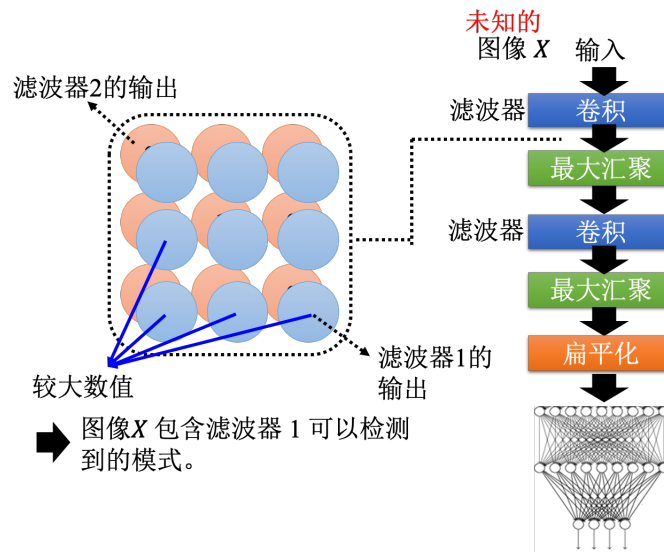 未知的
图像 X 输入
滤波器2的输出
滤波器
卷积
最大汇聚
滤波器
卷积
最大汇聚
扁平化
滤波器1的
输出
较大数值
图像X 包含滤波器 1 可以检测
到的模式。